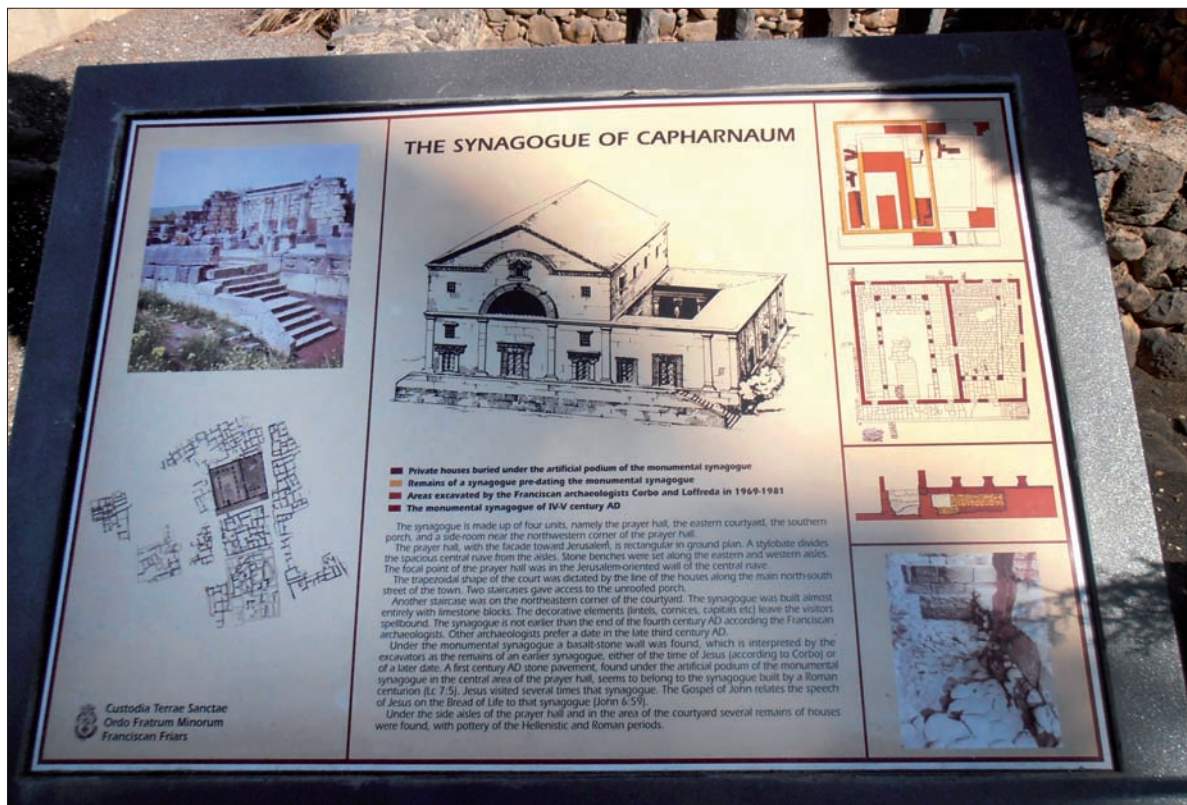 THE SYNAGOGUE OF CAPHARNAUM
Private houses buried under the artificial podium of the monumental synagogue
Remains of a synagogue pre-dating the monumental synagogue
Areas excavated by the Franciscan archaeologists Corbo and Loffreda in 1969-1981
The monumental synagogue of IV-V century AD
The synagogue is made up of four units, namely the prayer hall, the eastern courtyard, the southern
porch, and a side-room near the northwestern corner of the prayer hall.
The prayer hall, with the facade toward Jerusalem, is rectangular in ground plan. A stylobate divides
the spacious central nave from the aisles. Stone benches were set along the eastern and western aisles.
The focal point of the prayer hall was in the Jerusalem-oriented wall of the central nave.
The trapezoidal shape of the court was dictated by the line of the houses along the main north-south
street of the town. Two staircases gave access to the unroofed porch.
Another staircase was on the northeastern corner of the courtyard. The synagogue was built almost
entirely with limestone blocks. The decorative elements (lintels, cornices, capitals etc) leave the visitors
spellbound. The synagogue is not earlier than the end of the fourth century AD according the Franciscan
archaeologists. Other archaeologists prefer a date in the late third century AD.
Under the monumental synagogue a basalt-stone wall was found, which is interpreted by the
excavators as the remains of an earlier synagogue, either of the time of Jesus (according to Corbo) or
of a later date. A first century AD stone pavement, found under the artificial podium of the monumental
synagogue in the central area of the prayer hall, seems to belong to the synagogue built by a Roman
centurion (Lc 7:5). Jesus visited several times that synagogue. The Gospel of John relates the speech
of Jesus on the Bread of Life to that synagogue (John 6:59).
Under the side aisles of the prayer hall and in the area of the courtyard several remains of houses
were found, with pottery of the Hellenistic and Roman periods.
Custodia Terrae Sanctae
Ordo Fratrum Minorum
Franciscan Friars